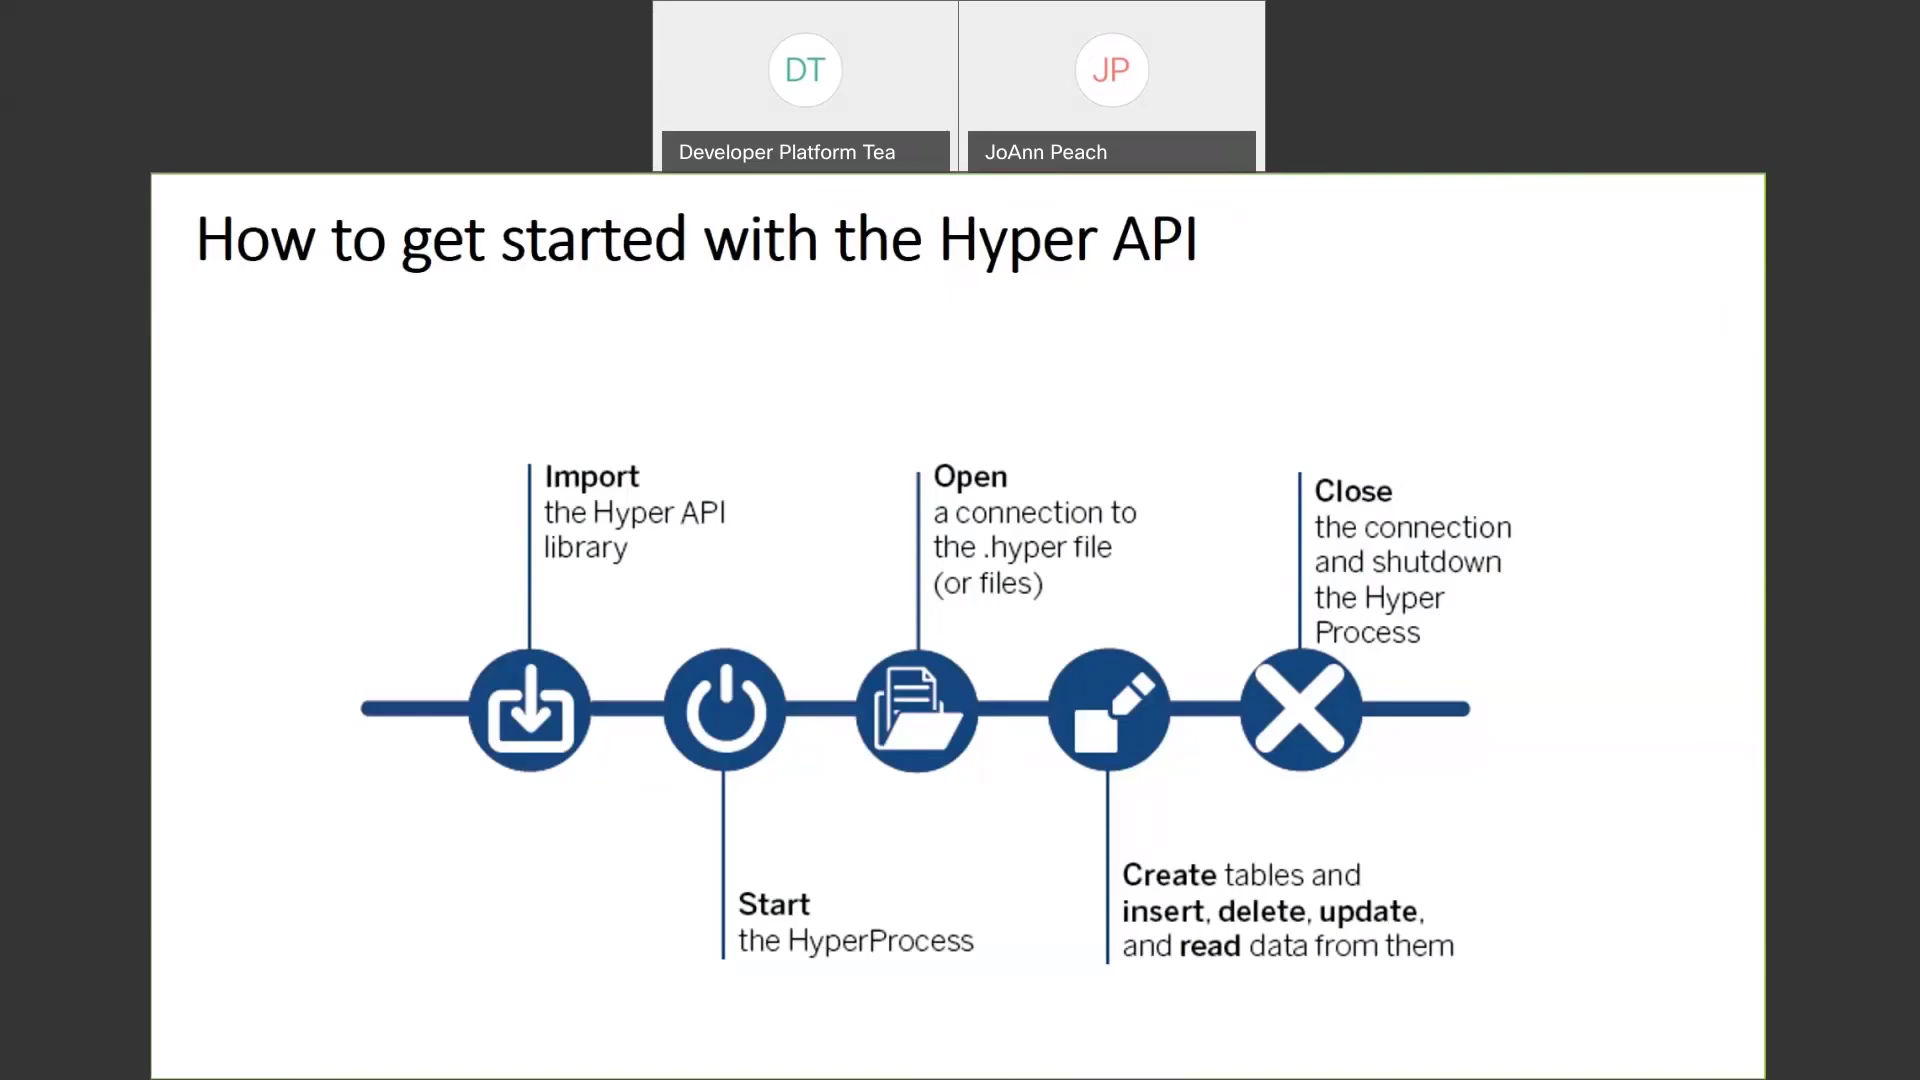 DT
JP
Developer Platform Tea
JoAnn Peach
How to get started with the Hyper API
Import
the Hyper API
library
Open
a connection to
the .hyper file
(or files)
Close
the connection
and shutdown
the Hyper
Process
Start
the HyperProcess
Create tables and
insert, delete, update,
and read data from them